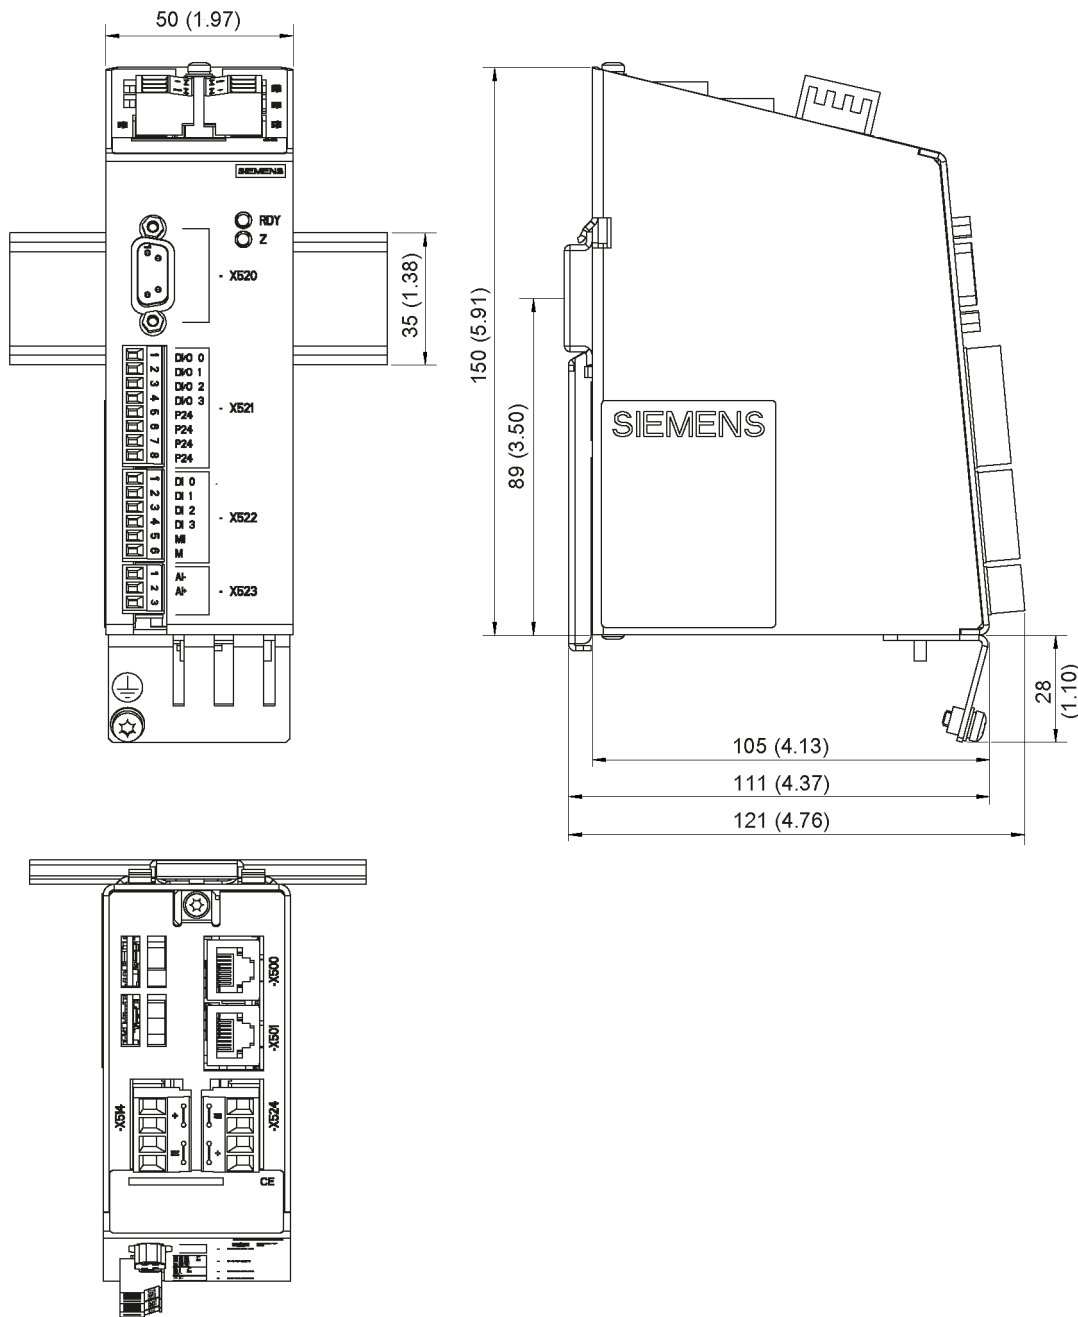 50 (1.97)
SIEMENS
RDY
Z
- X520
35 (1.38)
1 DI/O 0
2 DI/O 1
3 DI/O 2
4 DI/O 3
5 P24
6 P24
7 P24
8 P24
- X521
1 DI 0
2 DI 1
3 DI 2
4 DI 3
5 MII
6 M
- X522
1 AI-
2 AI+
3
- X523
150 (5.91)
89 (3.50)
SIEMENS
28
(1.10)
105 (4.13)
111 (4.37)
121 (4.76)
-X500
-X501
-X514
+
M
-X524
M
+
CE